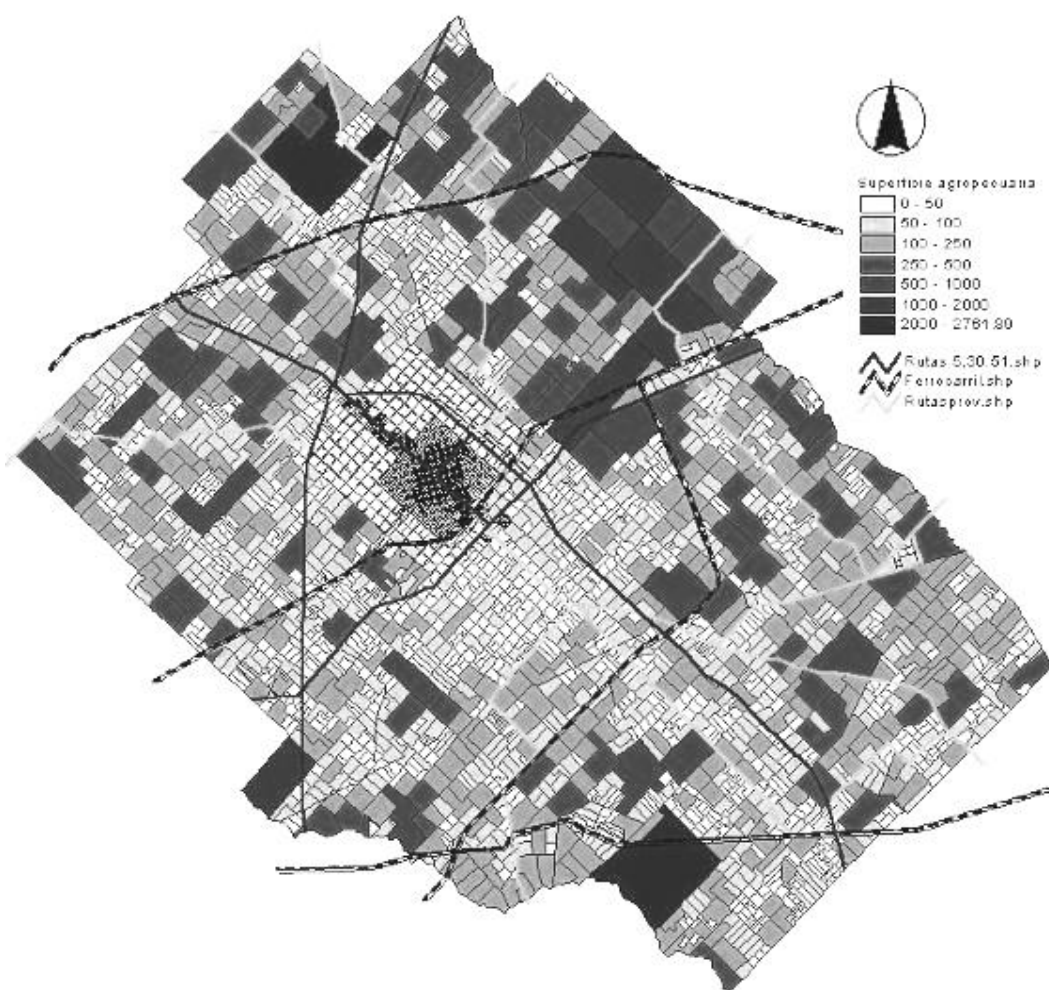 Superficie agropecuaria
0 - 50
50 - 100
100 - 250
250 - 500
500 - 1000
1000 - 2000
2000 - 2761.90
Rutas 5,30,51.shp
Ferrocarril.shp
Rutasprov.shp